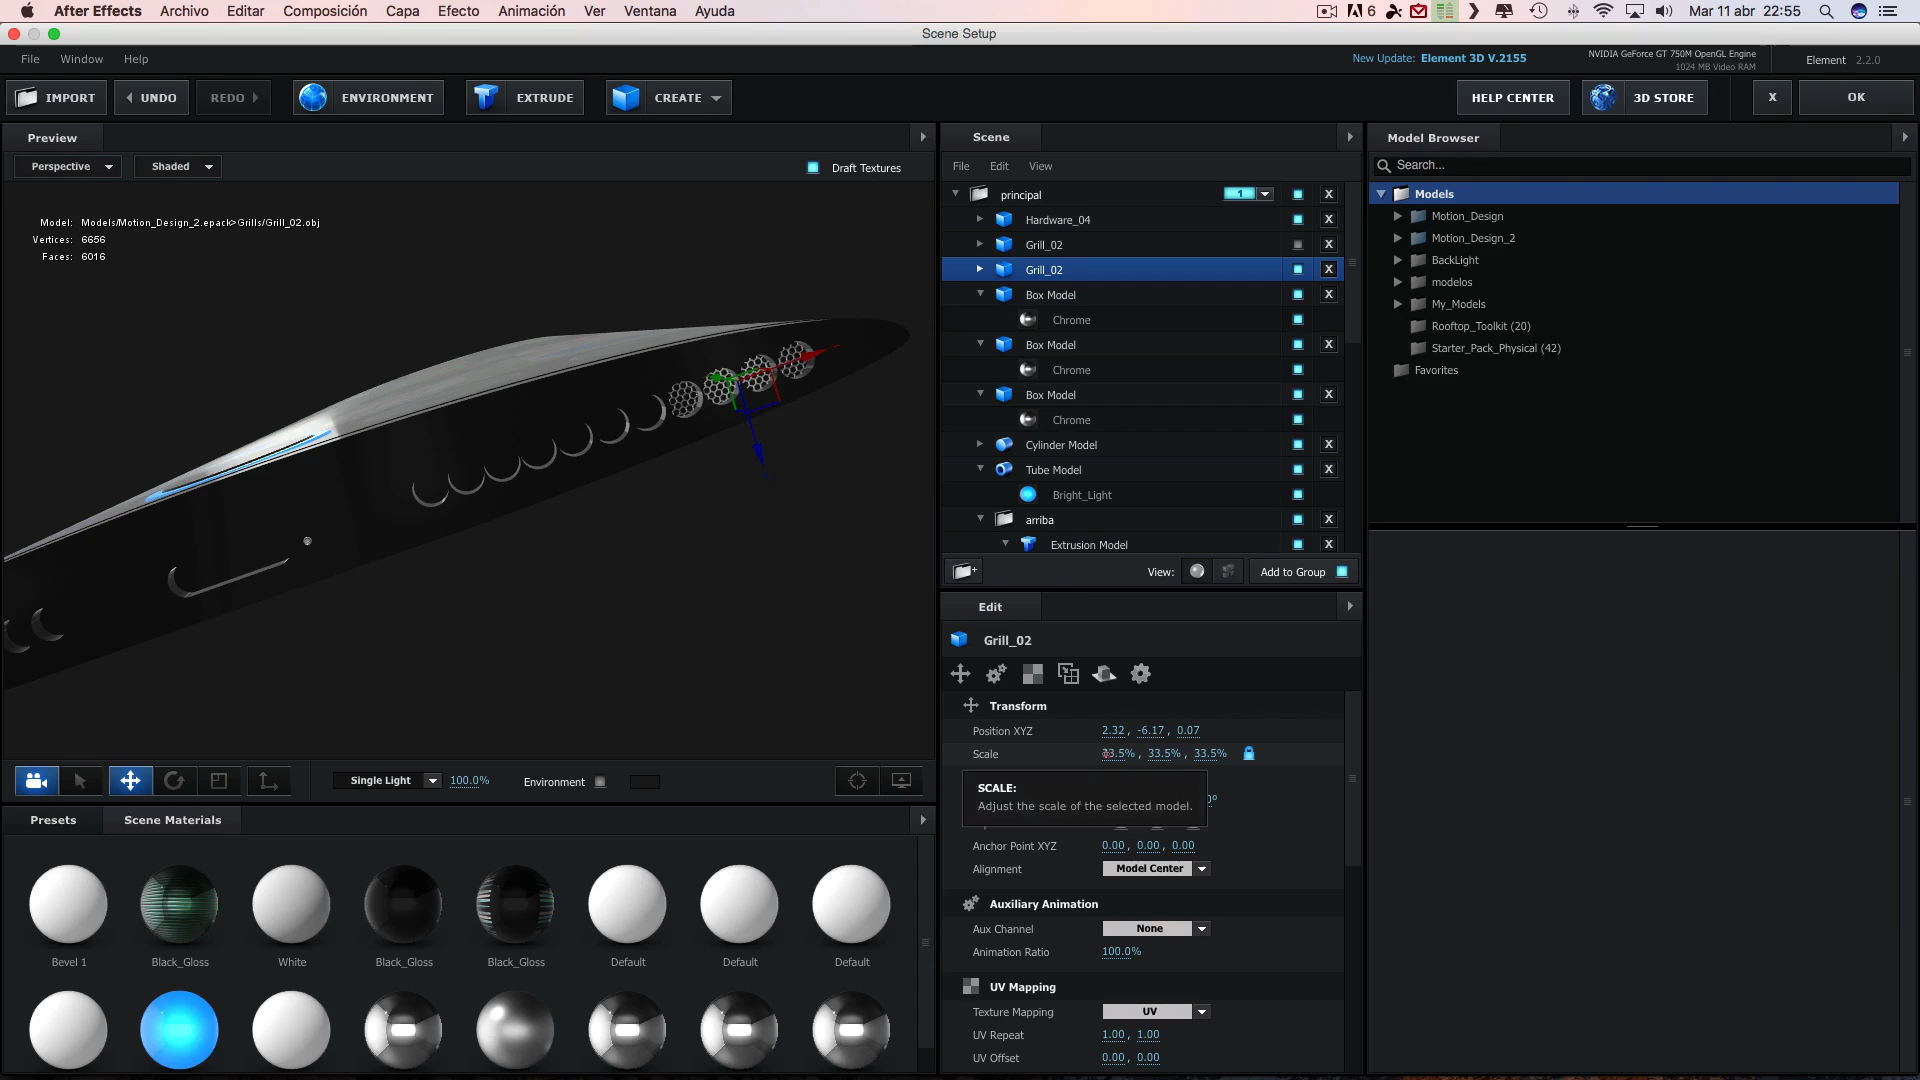 After Effects Archivo Editar Composición Capa Efecto Animación Ver Ventana Ayuda 6 Mar 11 abr 22:55
Scene Setup
File Window Help New Update: Element 3D V.2155 NVIDIA GeForce GT 750M OpenGL Engine Element 2.2.0
1024 MB Video RAM
IMPORT UNDO REDO ENVIRONMENT EXTRUDE CREATE HELP CENTER 3D STORE X OK
Preview
Perspective Shaded Draft Textures
Model: Models/Motion_Design_2.epack>Grills/Grill_02.obj
Vertices: 6656
Faces: 6016
Single Light 100.0% Environment
Presets Scene Materials
Bevel 1 Black_Gloss White Black_Gloss Black_Gloss Default Default Default
Scene
File Edit View
principal 1 X
Hardware_04 X
Grill_02 X
Grill_02 X
Box Model X
Chrome
Box Model X
Chrome
Box Model X
Chrome
Cylinder Model X
Tube Model X
Bright_Light
arriba X
Extrusion Model X
View: Add to Group
Edit
Grill_02
Transform
Position XYZ 2.32, -6.17, 0.07
Scale 33.5%, 33.5%, 33.5%
SCALE:
Adjust the scale of the selected model.
Anchor Point XYZ 0.00, 0.00, 0.00
Alignment Model Center
Auxiliary Animation
Aux Channel None
Animation Ratio 100.0%
UV Mapping
Texture Mapping UV
UV Repeat 1.00, 1.00
UV Offset 0.00, 0.00
Model Browser
Search...
Models
Motion_Design
Motion_Design_2
BackLight
modelos
My_Models
Rooftop_Toolkit (20)
Starter_Pack_Physical (42)
Favorites